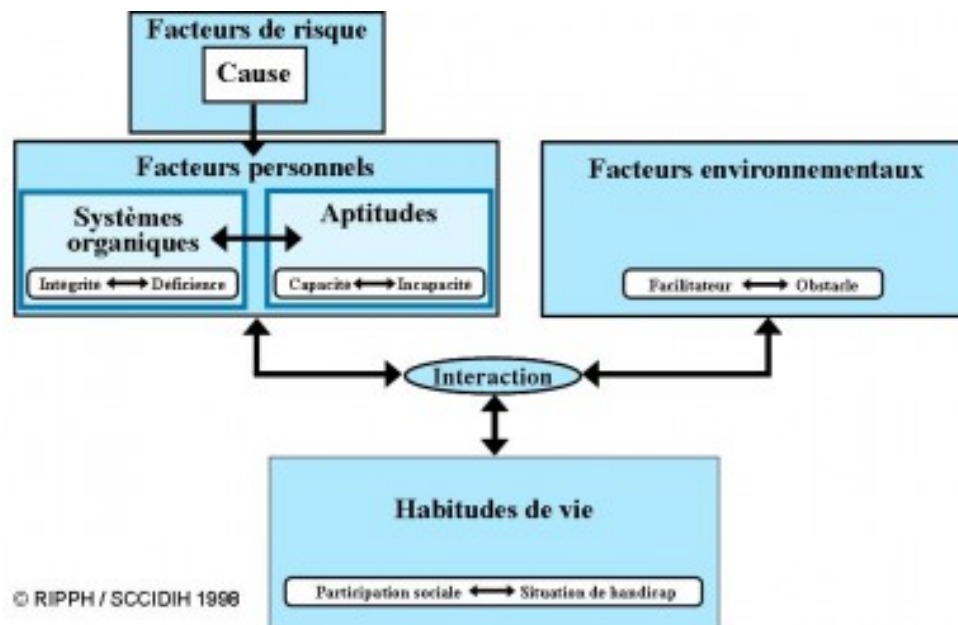 Facteurs de risque
Cause
Facteurs personnels
Systèmes
organiques
Intégrité Déficience
Aptitudes
Capacité Incapacité
Facteurs environnementaux
Facilitateur Obstacle
Interaction
Habitudes de vie
Participation sociale Situation de handicap
© RIPPH / SCCIDIH 1998